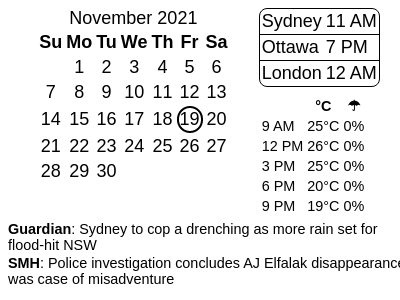 November 2021
Su Mo Tu We Th Fr Sa
1 2 3 4 5 6
7 8 9 10 11 12 13
14 15 16 17 18 19 20
21 22 23 24 25 26 27
28 29 30
Sydney 11 AM
Ottawa 7 PM
London 12 AM
°C ☂
9 AM 25°C 0%
12 PM 26°C 0%
3 PM 25°C 0%
6 PM 20°C 0%
9 PM 19°C 0%
Guardian: Sydney to cop a drenching as more rain set for
flood-hit NSW
SMH: Police investigation concludes AJ Elfalak disappearanc
was case of misadventure